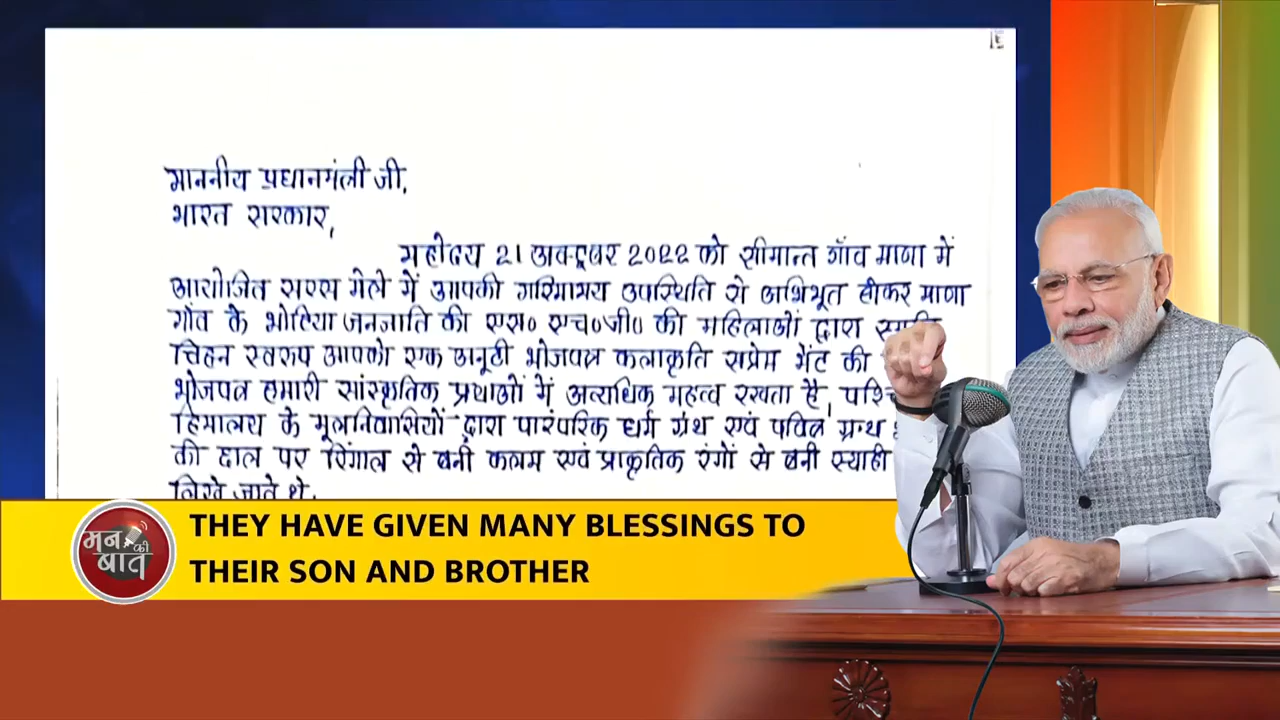 माननीय प्रधानमंत्री जी,
भारत सरकार,
महोदय 21 अक्टूबर 2022 को सीमान्त गाँव माणा में
आयोजित सरस मेले में आपकी गरिमामय उपस्थिति से अभिभूत होकर माणा
गाँव के भोटिया जनजाति की एस० एच०जी० की महिलाओं द्वारा
चिहन स्वरुप आपको एक अनूठी भोजपत्र कलाकृति सप्रेम भेंट की
भोजपत्र हमारी सांस्कृतिक प्रथाओं में अत्यधिक महत्व रखता है,
हिमालय के मूलनिवासियों द्वारा पारंपरिक धर्म ग्रंथ एवं पवित्र ग्रन्थ
की छाल पर रिंगाल से बनी कलम एवं प्राकृतिक रंगों से बनी स्याही
लिखे जाते थे.
मन की बात
THEY HAVE GIVEN MANY BLESSINGS TO
THEIR SON AND BROTHER